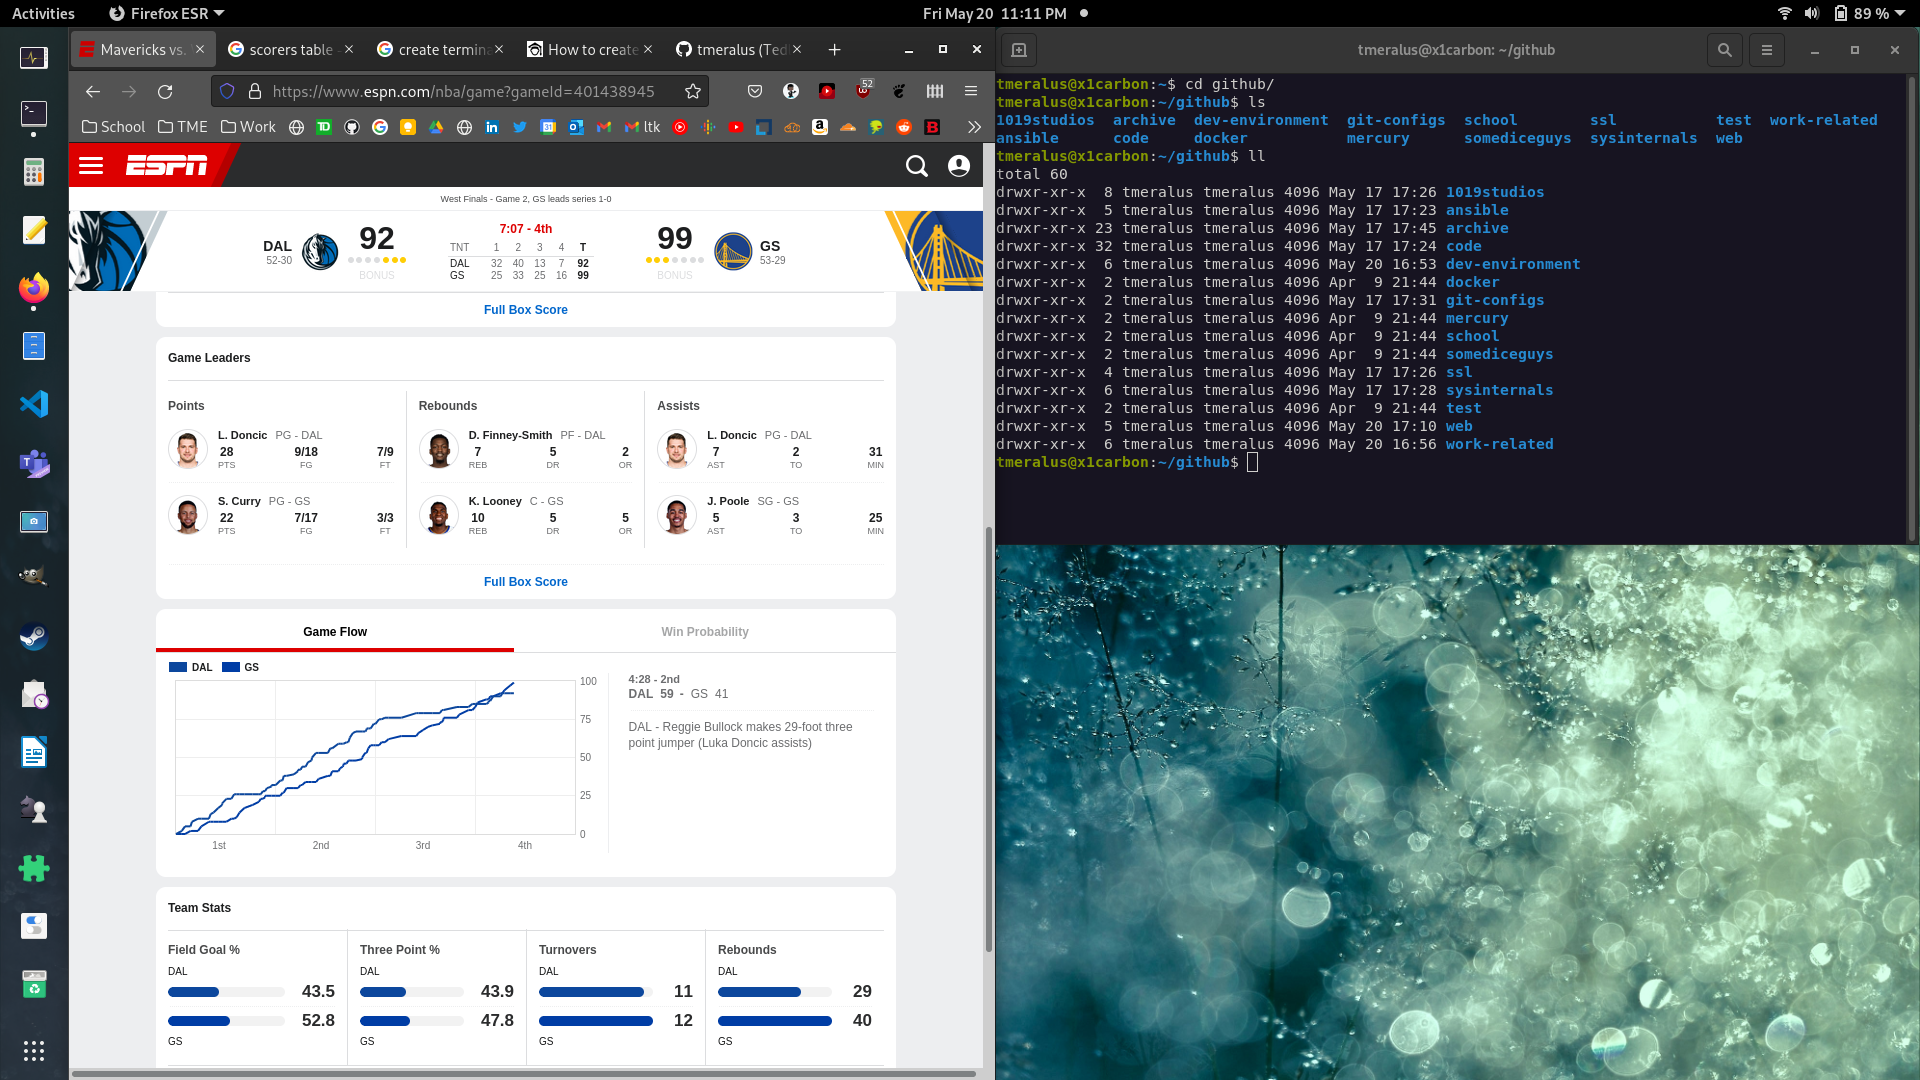 Activities
Firefox ESR
Fri May 20 11:11 PM
89 %
Mavericks vs.
scorers table
create termina
How to create
tmeralus (Ted
https://www.espn.com/nba/game?gameId=401438945
52
School
TME
Work
ltk
ESPN
West Finals - Game 2, GS leads series 1-0
DAL
52-30
92
BONUS
7:07 - 4th
TNT 1 2 3 4 T
DAL 32 40 13 7 92
GS 25 33 25 16 99
99
BONUS
GS
53-29
Full Box Score
Game Leaders
Points
L. Doncic PG - DAL
28 9/18 7/9
PTS FG FT
S. Curry PG - GS
22 7/17 3/3
PTS FG FT
Rebounds
D. Finney-Smith PF - DAL
7 5 2
REB DR OR
K. Looney C - GS
10 5 5
REB DR OR
Assists
L. Doncic PG - DAL
7 2 31
AST TO MIN
J. Poole SG - GS
5 3 25
AST TO MIN
Full Box Score
Game Flow
Win Probability
DAL GS
100
75
50
25
0
1st 2nd 3rd 4th
4:28 - 2nd
DAL 59 - GS 41
DAL - Reggie Bullock makes 29-foot three
point jumper (Luka Doncic assists)
Team Stats
Field Goal %
DAL
43.5
52.8
GS
Three Point %
DAL
43.9
47.8
GS
Turnovers
DAL
11
12
GS
Rebounds
DAL
29
40
GS
tmeralus@x1carbon: ~/github
tmeralus@x1carbon:~$ cd github/
tmeralus@x1carbon:~/github$ ls
1019studios archive dev-environment git-configs school ssl test work-related
ansible code docker mercury somediceguys sysinternals web
tmeralus@x1carbon:~/github$ ll
total 60
drwxr-xr-x 8 tmeralus tmeralus 4096 May 17 17:26 1019studios
drwxr-xr-x 5 tmeralus tmeralus 4096 May 17 17:23 ansible
drwxr-xr-x 23 tmeralus tmeralus 4096 May 17 17:45 archive
drwxr-xr-x 32 tmeralus tmeralus 4096 May 17 17:24 code
drwxr-xr-x 6 tmeralus tmeralus 4096 May 20 16:53 dev-environment
drwxr-xr-x 2 tmeralus tmeralus 4096 Apr 9 21:44 docker
drwxr-xr-x 2 tmeralus tmeralus 4096 May 17 17:31 git-configs
drwxr-xr-x 2 tmeralus tmeralus 4096 Apr 9 21:44 mercury
drwxr-xr-x 2 tmeralus tmeralus 4096 Apr 9 21:44 school
drwxr-xr-x 2 tmeralus tmeralus 4096 Apr 9 21:44 somediceguys
drwxr-xr-x 4 tmeralus tmeralus 4096 May 17 17:26 ssl
drwxr-xr-x 6 tmeralus tmeralus 4096 May 17 17:28 sysinternals
drwxr-xr-x 2 tmeralus tmeralus 4096 Apr 9 21:44 test
drwxr-xr-x 5 tmeralus tmeralus 4096 May 20 17:10 web
drwxr-xr-x 6 tmeralus tmeralus 4096 May 20 16:56 work-related
tmeralus@x1carbon:~/github$